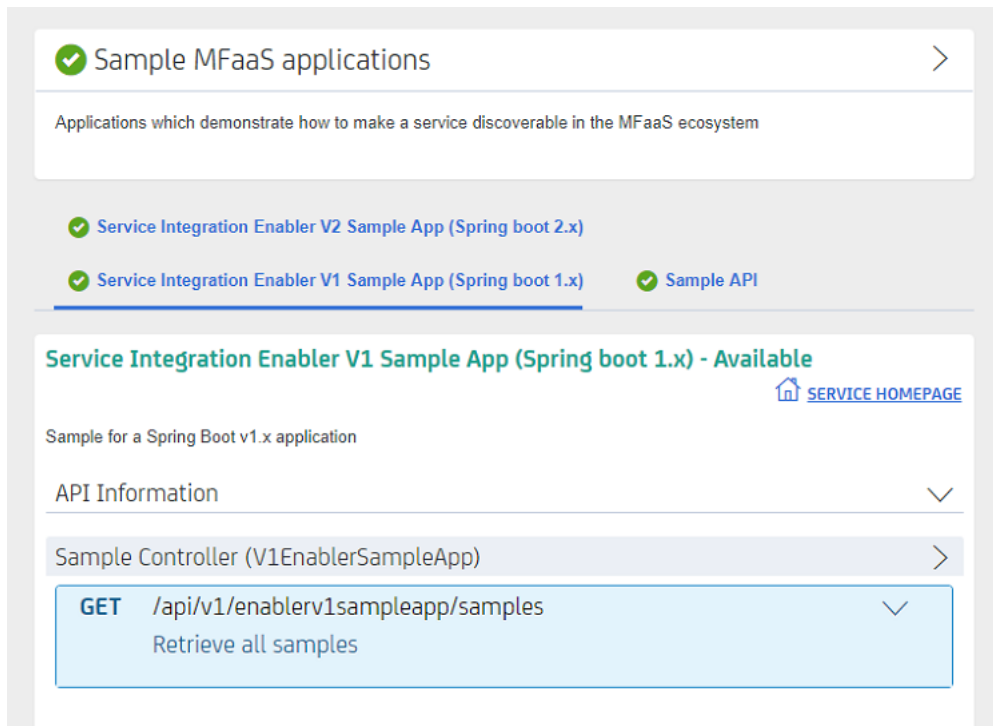 Sample MFaaS applications
Applications which demonstrate how to make a service discoverable in the MFaaS ecosystem
Service Integration Enabler V2 Sample App (Spring boot 2.x)
Service Integration Enabler V1 Sample App (Spring boot 1.x)
Sample API
Service Integration Enabler V1 Sample App (Spring boot 1.x) - Available
SERVICE HOMEPAGE
Sample for a Spring Boot v1.x application
API Information
Sample Controller (V1EnablerSampleApp)
GET /api/v1/enablerv1sampleapp/samples
Retrieve all samples